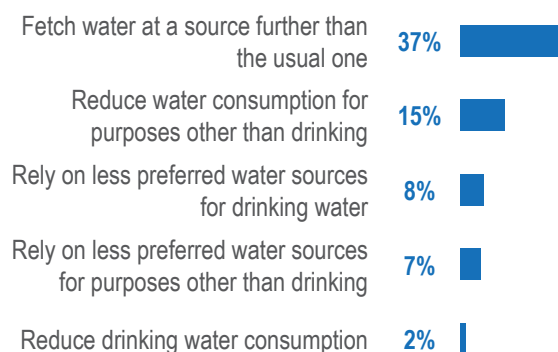 Fetch water at a source further than
the usual one
37%
Reduce water consumption for
purposes other than drinking
15%
Rely on less preferred water sources
for drinking water
8%
Rely on less preferred water sources
for purposes other than drinking
7%
Reduce drinking water consumption
2%